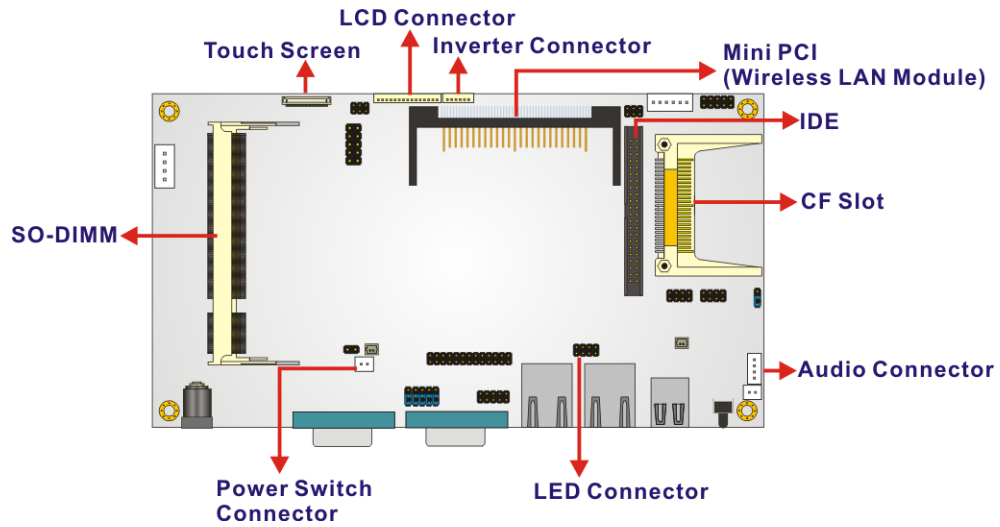 LCD Connector
Touch Screen
Inverter Connector
Mini PCI
(Wireless LAN Module)
IDE
CF Slot
SO-DIMM
Audio Connector
Power Switch
Connector
LED Connector